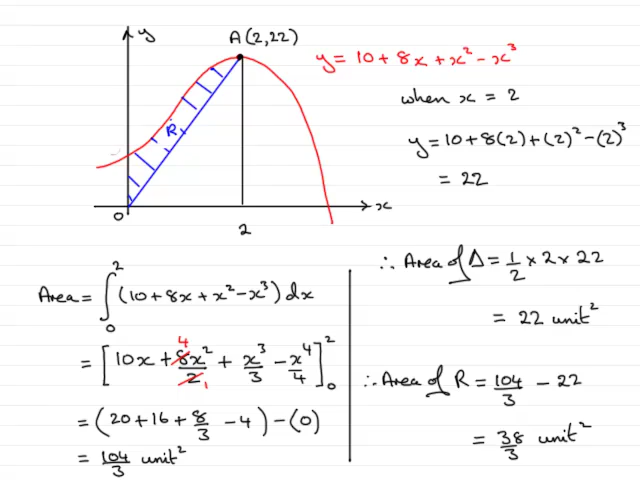 y
A(2,22)
y = 10 + 8x + x² - x³
when x = 2
y = 10 + 8(2) + (2)² - (2)³
= 22
R₁
0
2
x
Area = ∫₀² (10 + 8x + x² - x³) dx
= [10x + 8x²/2 + x³/3 - x⁴/4]₀²
4
1
= (20 + 16 + 8/3 - 4) - (0)
= 104/3 unit²
∴ Area of Δ = 1/2 × 2 × 22
= 22 unit²
∴ Area of R = 104/3 - 22
= 38/3 unit²